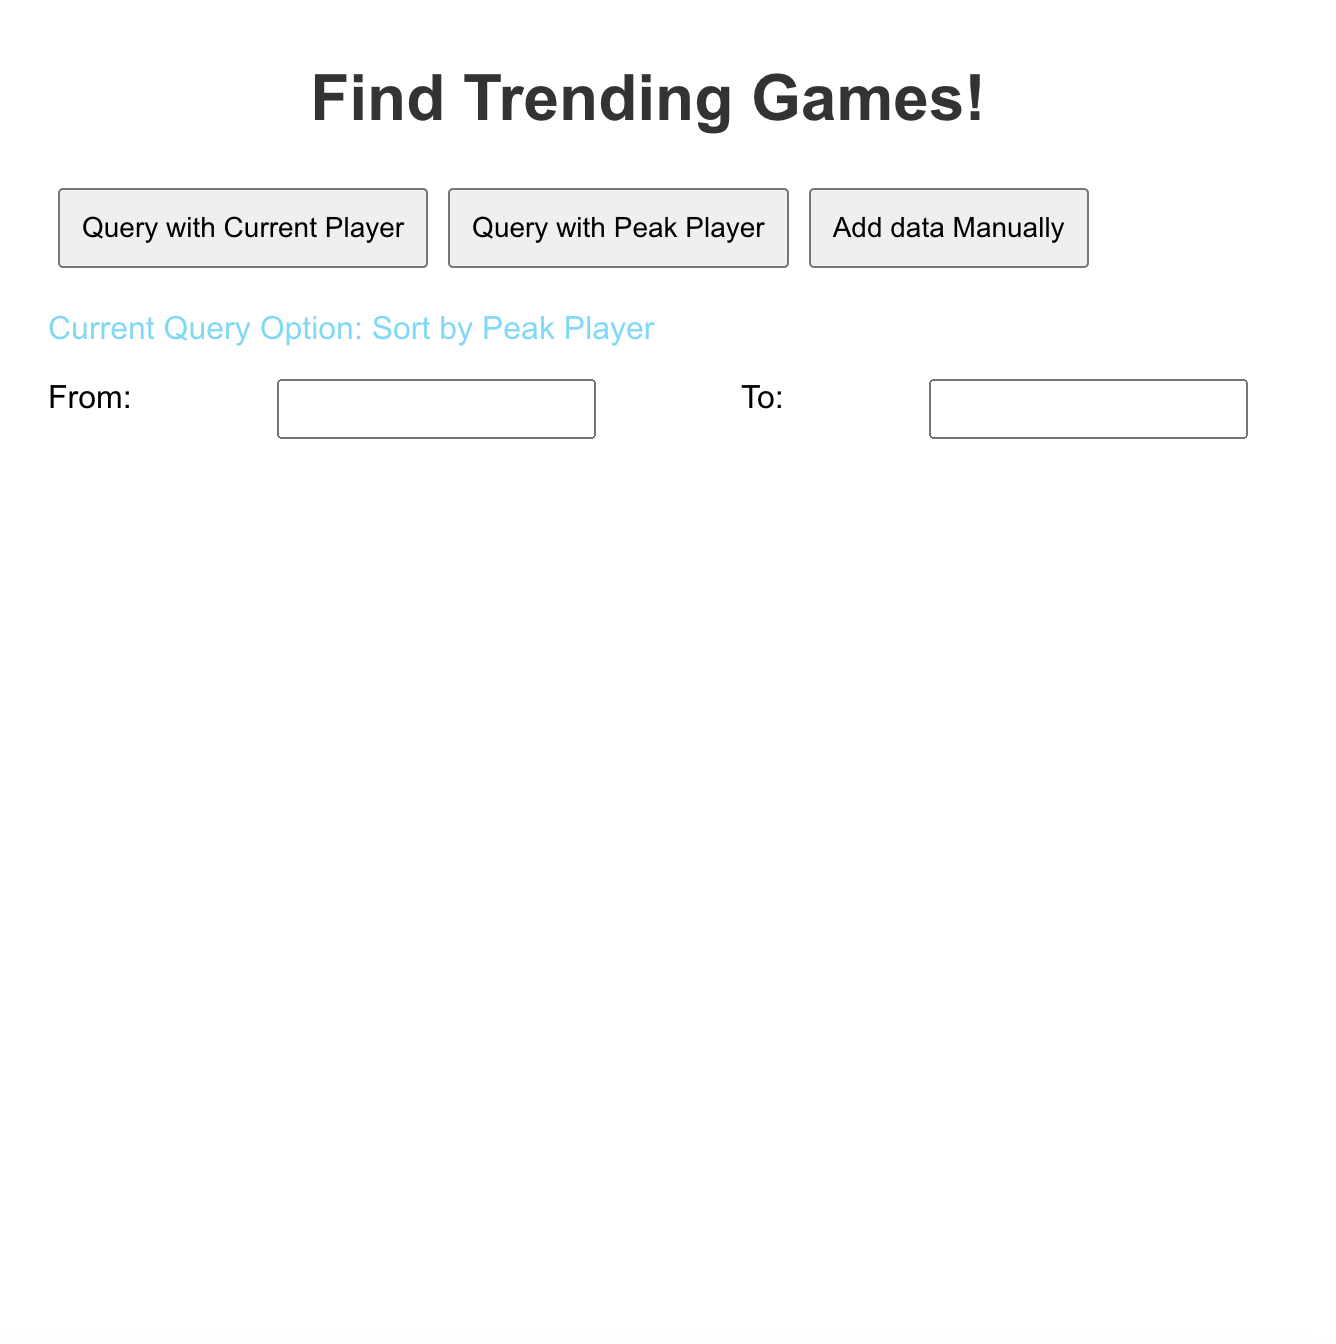 Find Trending Games!
Query with Current Player Query with Peak Player Add data Manually
Current Query Option: Sort by Peak Player
From: To: